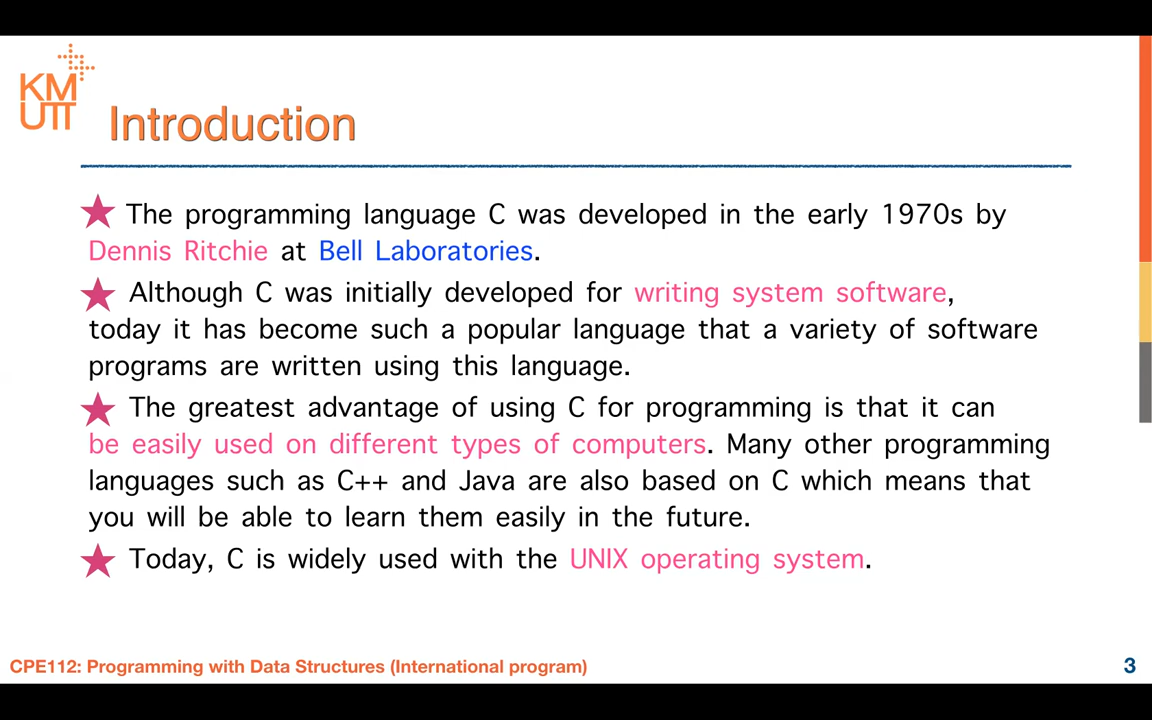 KM
UTT
Introduction
The programming language C was developed in the early 1970s by
Dennis Ritchie at Bell Laboratories.
Although C was initially developed for writing system software,
today it has become such a popular language that a variety of software
programs are written using this language.
The greatest advantage of using C for programming is that it can
be easily used on different types of computers. Many other programming
languages such as C++ and Java are also based on C which means that
you will be able to learn them easily in the future.
Today, C is widely used with the UNIX operating system.
CPE112: Programming with Data Structures (International program)
3